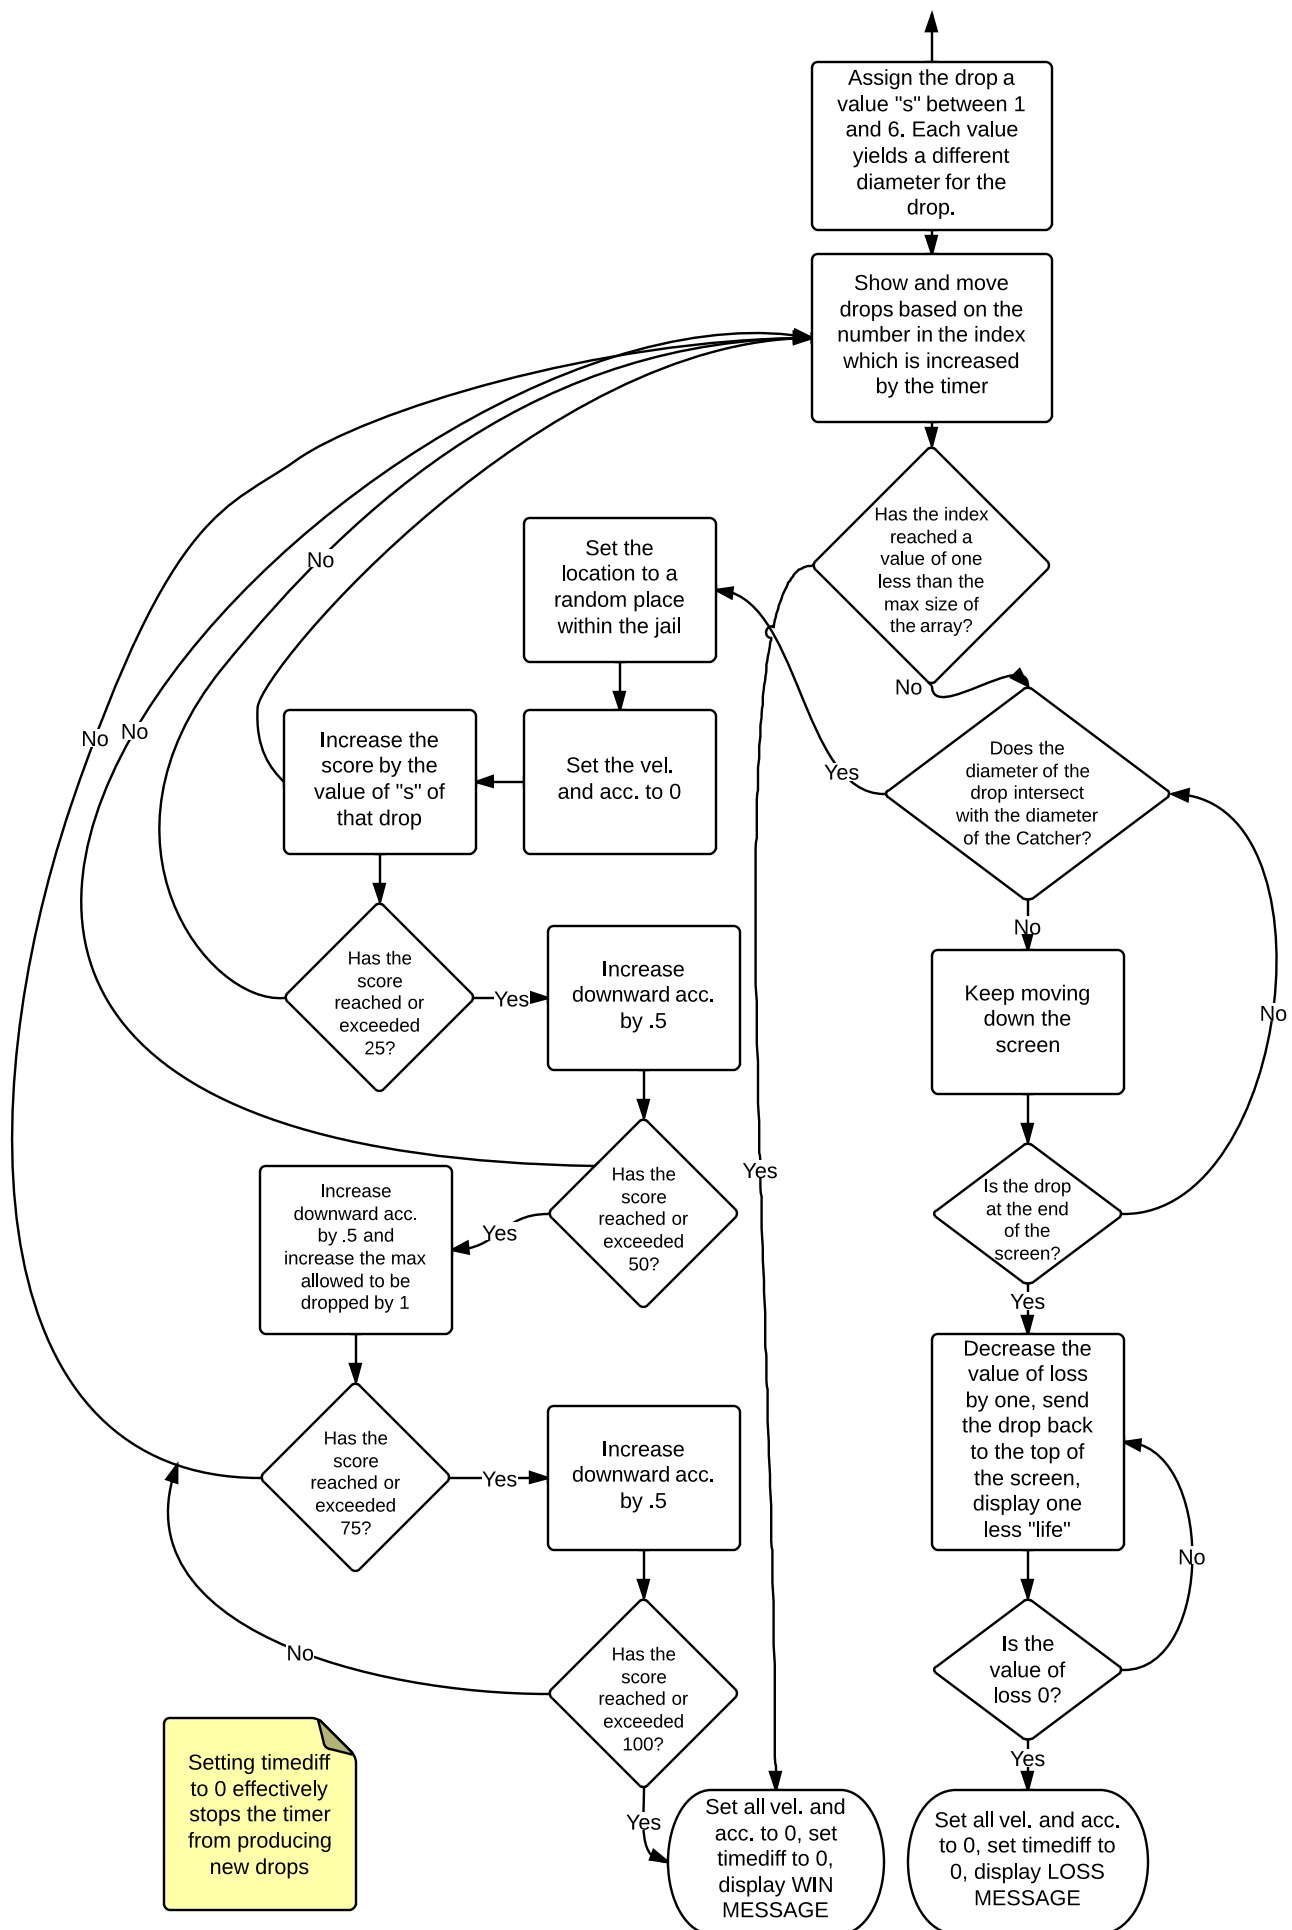 Assign the drop a
value "s" between 1
and 6. Each value
yields a different
diameter for the
drop.
Show and move
drops based on the
number in the index
which is increased
by the timer
Has the index
reached a
value of one
less than the
max size of
the array?
No
Yes
Set the
location to a
random place
within the jail
Set the vel.
and acc. to 0
Increase the
score by the
value of "s" of
that drop
No
No
No
Does the
diameter of the
drop intersect
with the diameter
of the Catcher?
Yes
No
Has the
score
reached or
exceeded
25?
Yes
Increase
downward acc.
by .5
Keep moving
down the
screen
No
Has the
score
reached or
exceeded
50?
Yes
Yes
Is the drop
at the end
of the
screen?
Yes
Increase
downward acc.
by .5 and
increase the max
allowed to be
dropped by 1
Decrease the
value of loss
by one, send
the drop back
to the top of
the screen,
display one
less "life"
Has the
score
reached or
exceeded
75?
Yes
Increase
downward acc.
by .5
No
Has the
score
reached or
exceeded
100?
No
Yes
Is the
value of
loss 0?
Yes
Setting timediff
to 0 effectively
stops the timer
from producing
new drops
Set all vel. and
acc. to 0, set
timediff to 0,
display WIN
MESSAGE
Set all vel. and acc.
to 0, set timediff to
0, display LOSS
MESSAGE